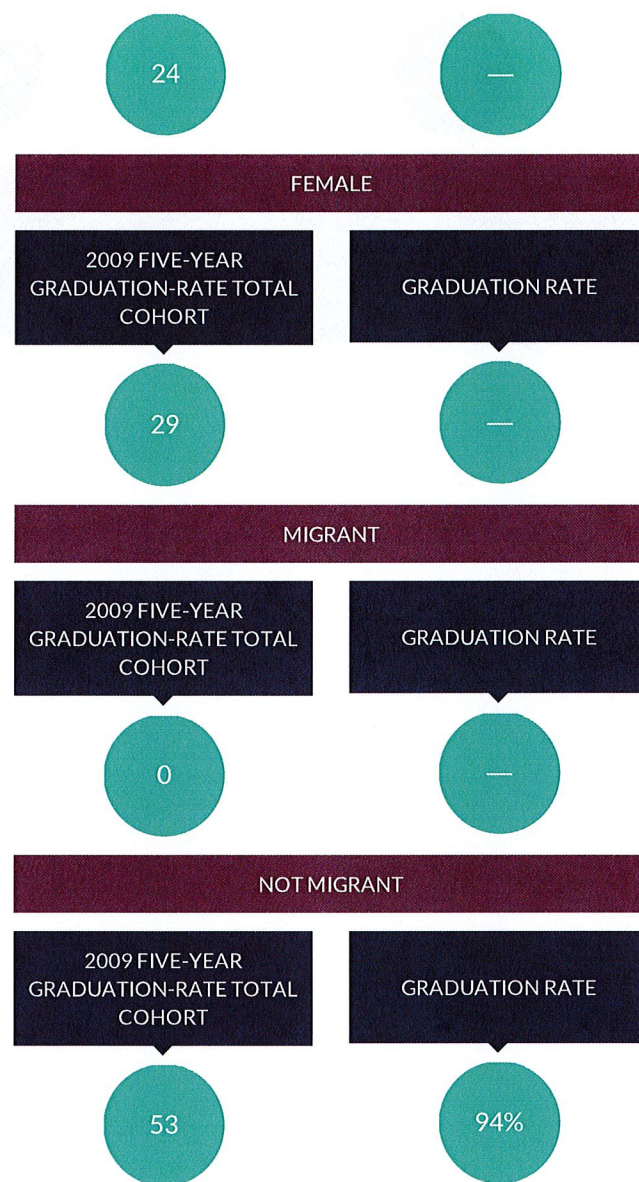 24 —
FEMALE
2009 FIVE-YEAR
GRADUATION-RATE TOTAL
COHORT
GRADUATION RATE
29 —
MIGRANT
2009 FIVE-YEAR
GRADUATION-RATE TOTAL
COHORT
GRADUATION RATE
0 —
NOT MIGRANT
2009 FIVE-YEAR
GRADUATION-RATE TOTAL
COHORT
GRADUATION RATE
53 94%